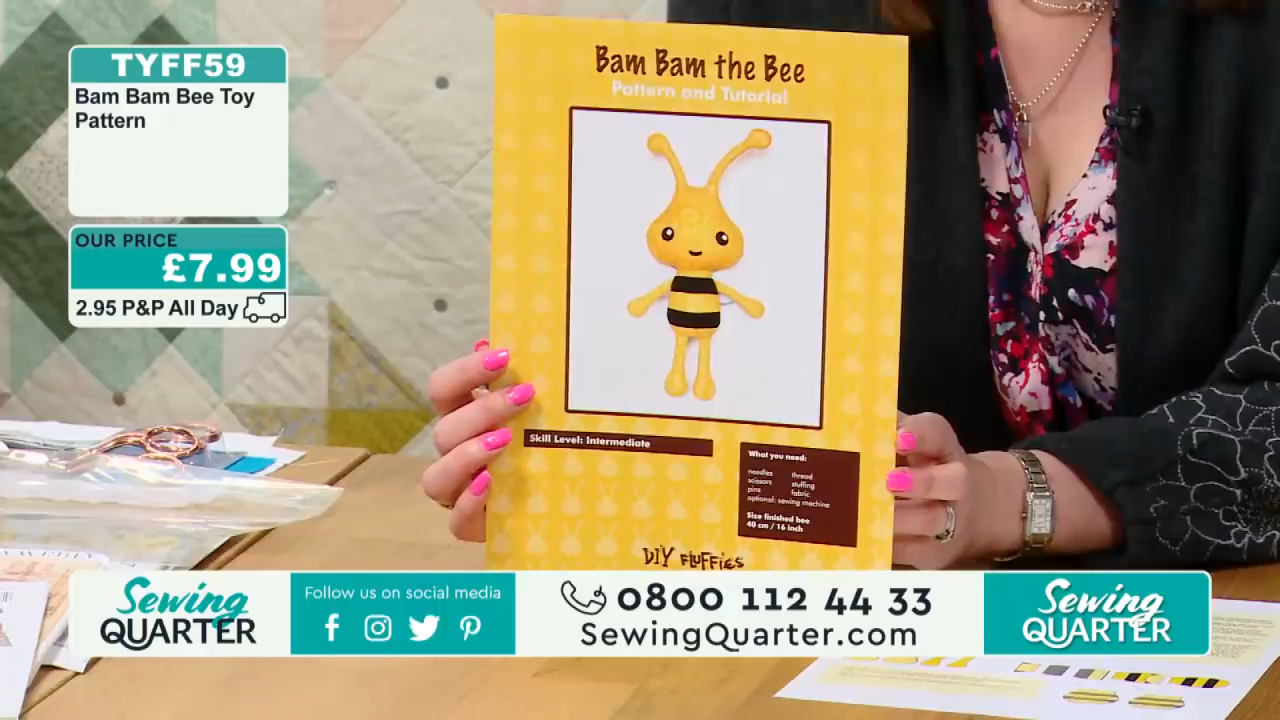 TYFF59
Bam Bam Bee Toy
Pattern
OUR PRICE
£7.99
2.95 P&P All Day
Bam Bam the Bee
Pattern and Tutorial
Skill Level: Intermediate
What you need:
needles thread
scissors stuffing
pins fabric
optional: sewing machine
Size finished bee
40 cm / 16 inch
DIY FLUFFIES
Sewing
QUARTER
Follow us on social media
0800 112 44 33
SewingQuarter.com
Sewing
QUARTER